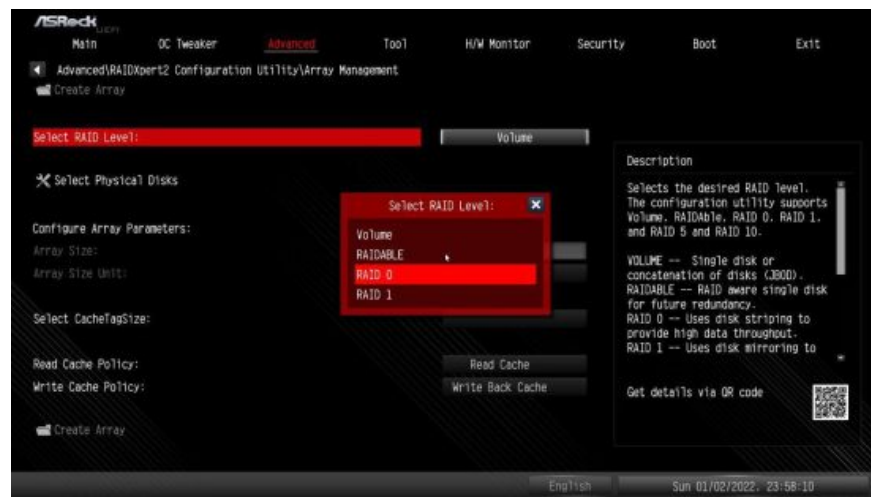 ASRock
UEFI
Main OC Tweaker Advanced Tool H/W Monitor Security Boot Exit
Advanced\RAIDXpert2 Configuration Utility\Array Management
Create Array
Select RAID Level: Volume
Select Physical Disks
Configure Array Parameters:
Array Size:
Array Size Unit:
Select CacheTagSize:
Read Cache Policy: Read Cache
Write Cache Policy: Write Back Cache
Create Array
Select RAID Level:
Volume
RAIDABLE
RAID 0
RAID 1
Description
Selects the desired RAID level.
The configuration utility supports
Volume, RAIDAble, RAID 0, RAID 1,
and RAID 5 and RAID 10.
VOLUME -- Single disk or
concatenation of disks (JBOD).
RAIDABLE -- RAID aware single disk
for future redundancy.
RAID 0 -- Uses disk striping to
provide high data throughput.
RAID 1 -- Uses disk mirroring to
Get details via QR code
English Sun 01/02/2022. 23:58:10